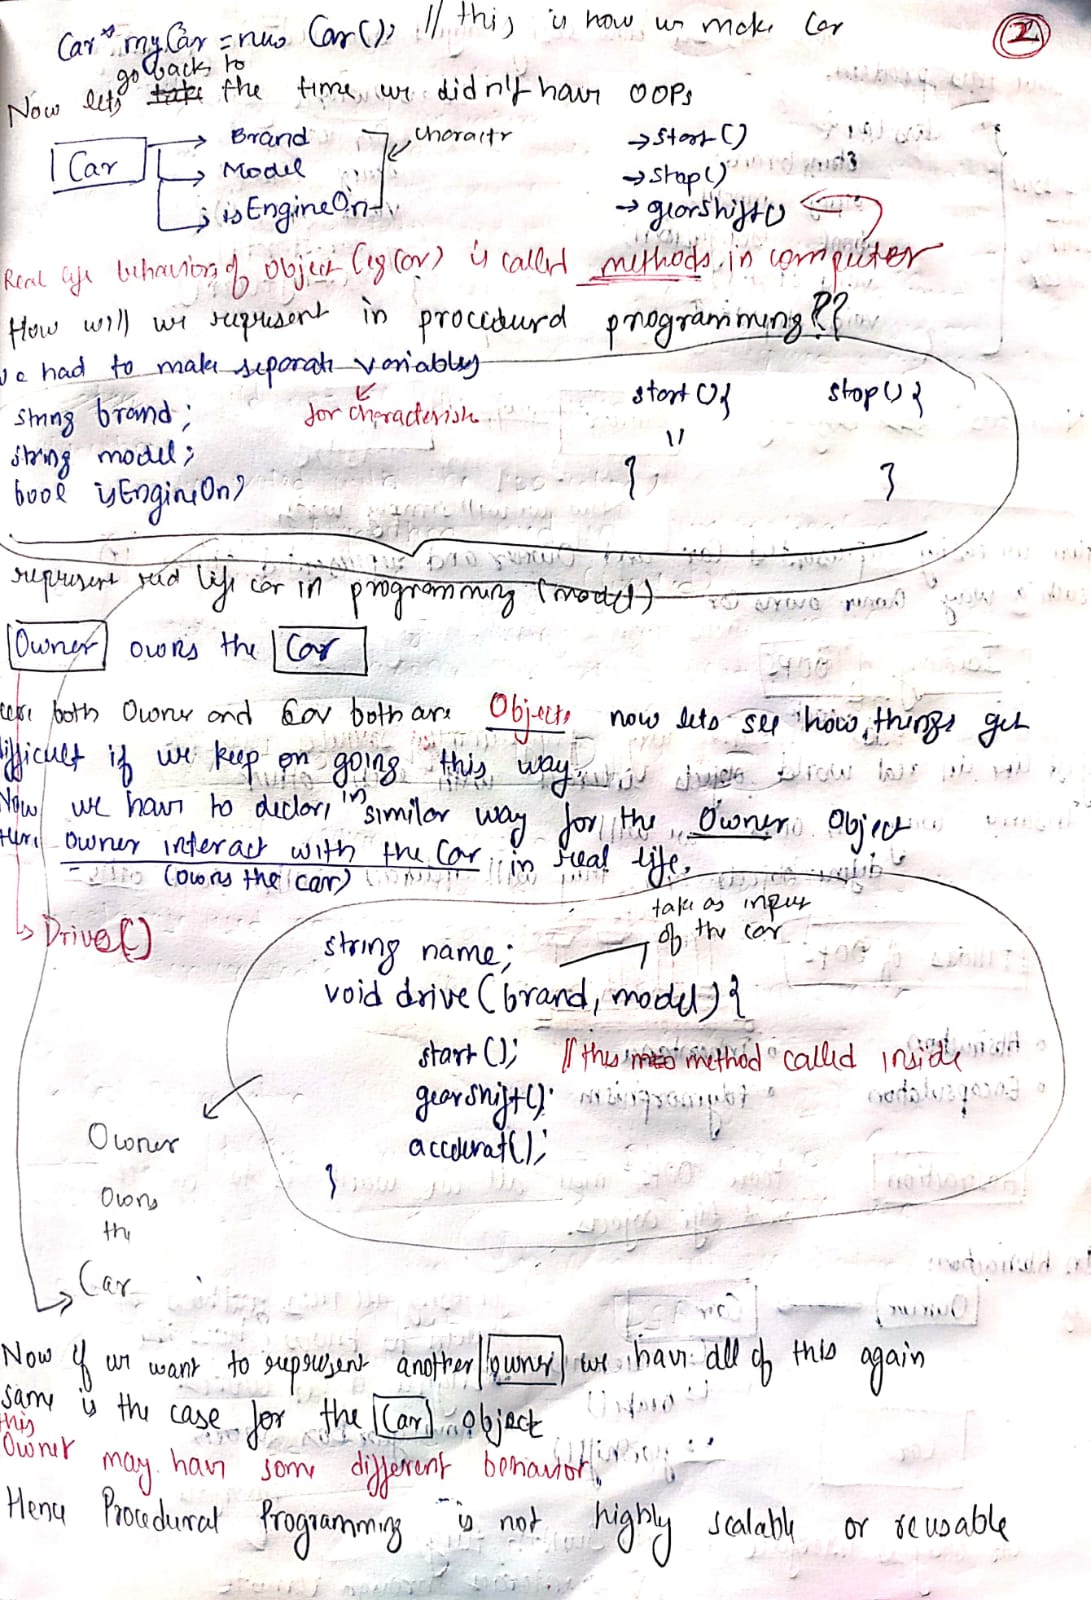 Car* myCar = new Car(); // this is how we make Car
2
go back to
Now lets take the time, we did n't have OOPs
Car
Brand
Model
isEngineOn
charactr
→ start()
→ stop()
→ gearshift()
Real life behaviors of object (eg Car) is called methods in computer
How will we represent in procedural programming??
we had to make separate variables
for characteristic
string brand;
string model;
bool isEngineOn;
start(){
"
}
stop(){
}
represent real life car in programming (model)
Owner owns the Car
here both Owner and Car both are Objects now lets see how things get
difficult if we keep on going this way.
Now we have to declare in similar way for the Owner object
Here owner interact with the Car in real life.
(owns the car)
Drive()
take as input
of the car
string name;
void drive(brand, model){
start(); // this method called inside
gearshift();
accelerat();
}
Owner
Owns
the
Car
Now if we want to represent another owner we have all of this again
same is the case for the Car object
this
Owner may have some different behavior.
Hence Procedural Programming is not highly scalable or reusable